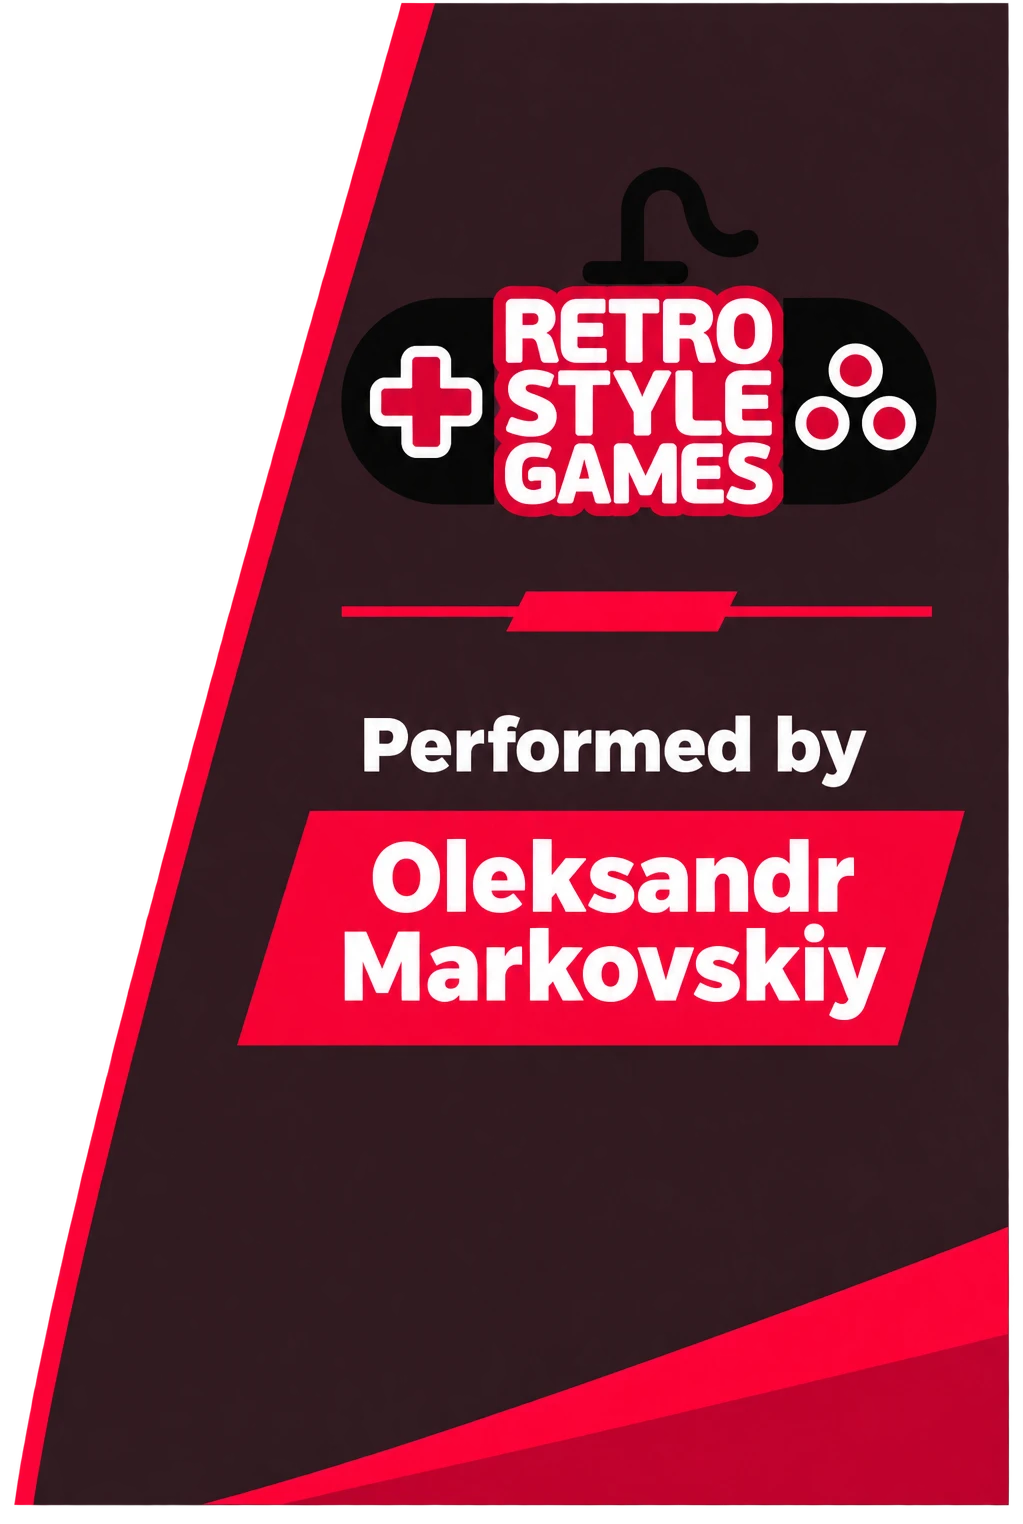 RETRO
STYLE
GAMES
Performed by
Oleksandr
Markovskiy